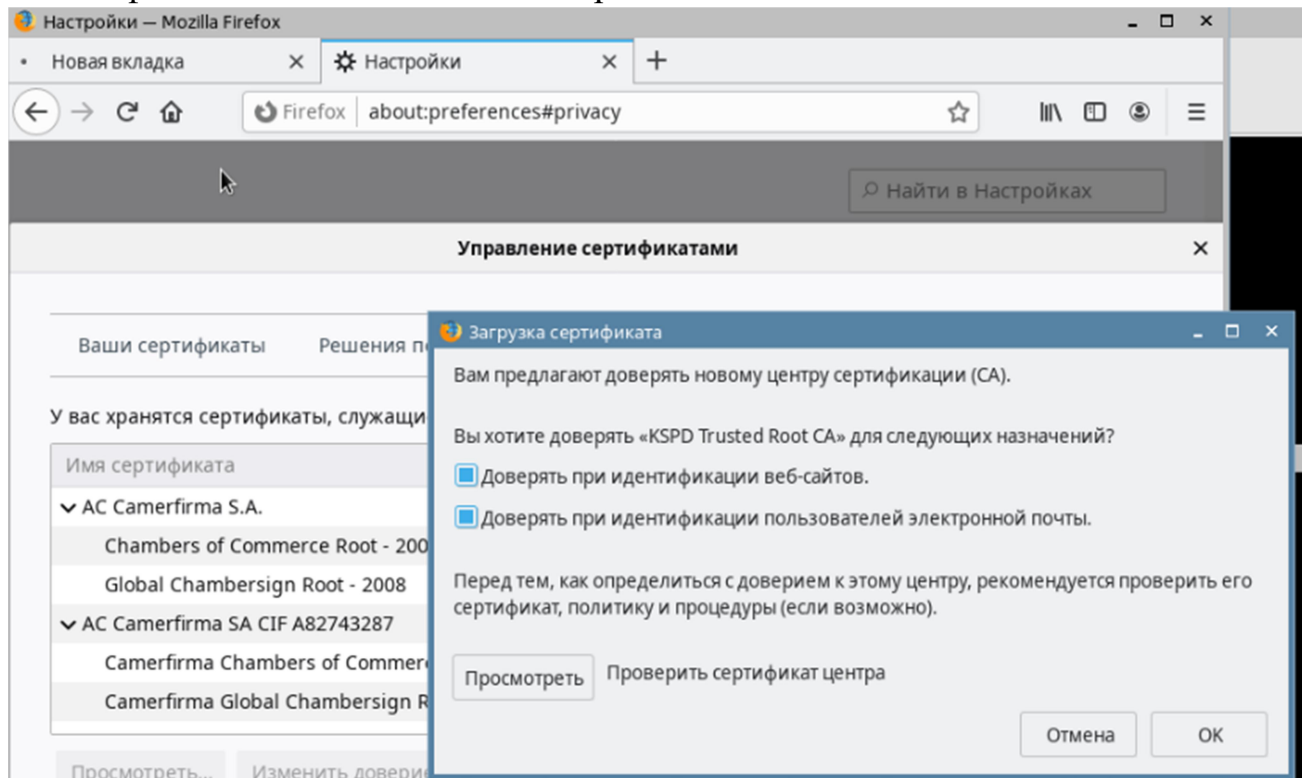 Настройки — Mozilla Firefox
Новая вкладка
Настройки
Firefox about:preferences#privacy
Найти в Настройках
Управление сертификатами
Ваши сертификаты Решения
Загрузка сертификата
Вам предлагают доверять новому центру сертификации (CA).
У вас хранятся сертификаты,
Вы хотите доверять «KSPD Trusted Root CA» для следующих назначений?
Имя сертификата
Доверять при идентификации веб-сайтов.
AC Camerfirma S.A.
Доверять при идентификации пользователей электронной почты.
Chambers of Commerce Root - 200
Global Chambersign Root - 2008
Перед тем, как определиться с доверием к этому центру, рекомендуется проверить его
сертификат, политику и процедуры (если возможно).
AC Camerfirma SA CIF A82743287
Camerfirma Chambers of
Просмотреть Проверить сертификат центра
Camerfirma Global Chambersign
Отмена OK
Просмотреть... Изменить